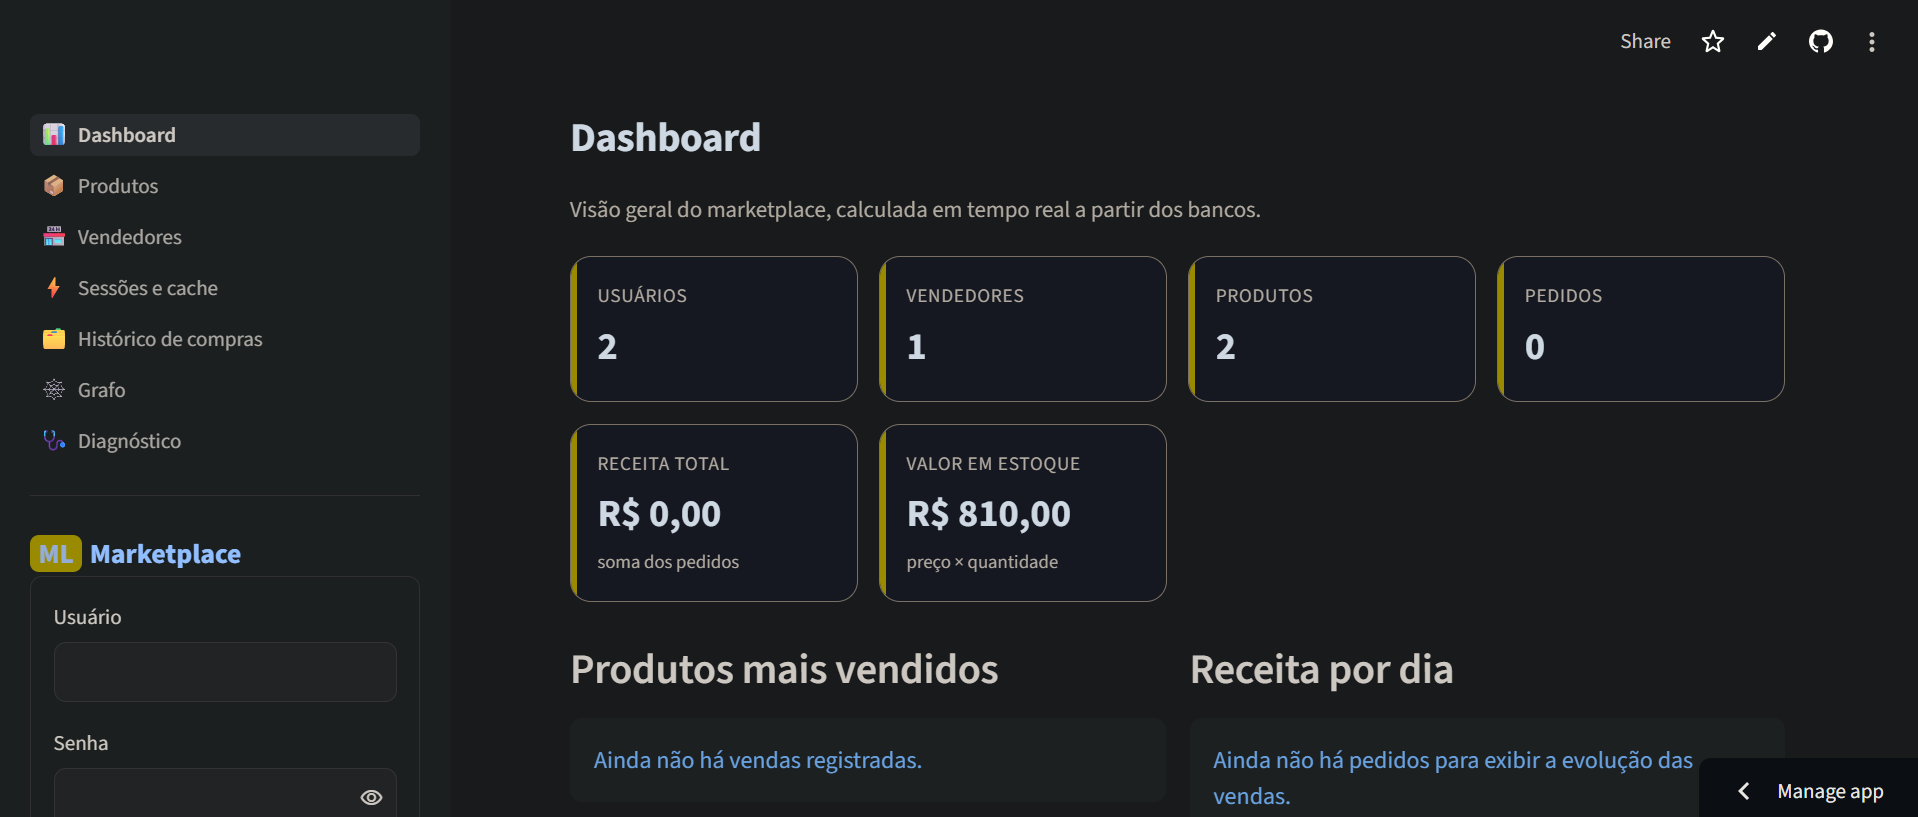 Share
Dashboard
Produtos
Vendedores
Sessões e cache
Histórico de compras
Grafo
Diagnóstico
ML Marketplace
Usuário
Senha
Dashboard
Visão geral do marketplace, calculada em tempo real a partir dos bancos.
USUÁRIOS
2
VENDEDORES
1
PRODUTOS
2
PEDIDOS
0
RECEITA TOTAL
R$ 0,00
soma dos pedidos
VALOR EM ESTOQUE
R$ 810,00
preço × quantidade
Produtos mais vendidos
Ainda não há vendas registradas.
Receita por dia
Ainda não há pedidos para exibir a evolução das
vendas.
Manage app